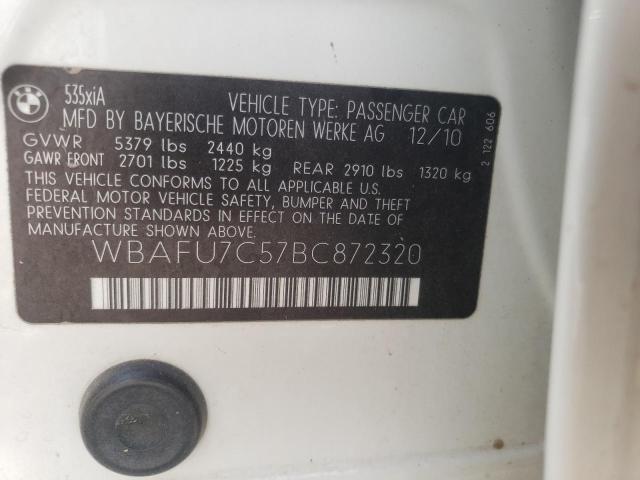 BMW
535xiA
VEHICLE TYPE: PASSENGER CAR
MFD BY BAYERISCHE MOTOREN WERKE AG 12/10
GVWR 5379 lbs 2440 kg
GAWR FRONT 2701 lbs 1225 kg REAR 2910 lbs 1320 kg
THIS VEHICLE CONFORMS TO ALL APPLICABLE U.S.
FEDERAL MOTOR VEHICLE SAFETY, BUMPER AND THEFT
PREVENTION STANDARDS IN EFFECT ON THE DATE OF
MANUFACTURE SHOWN ABOVE.
WBAFU7C57BC872320
2 122 606